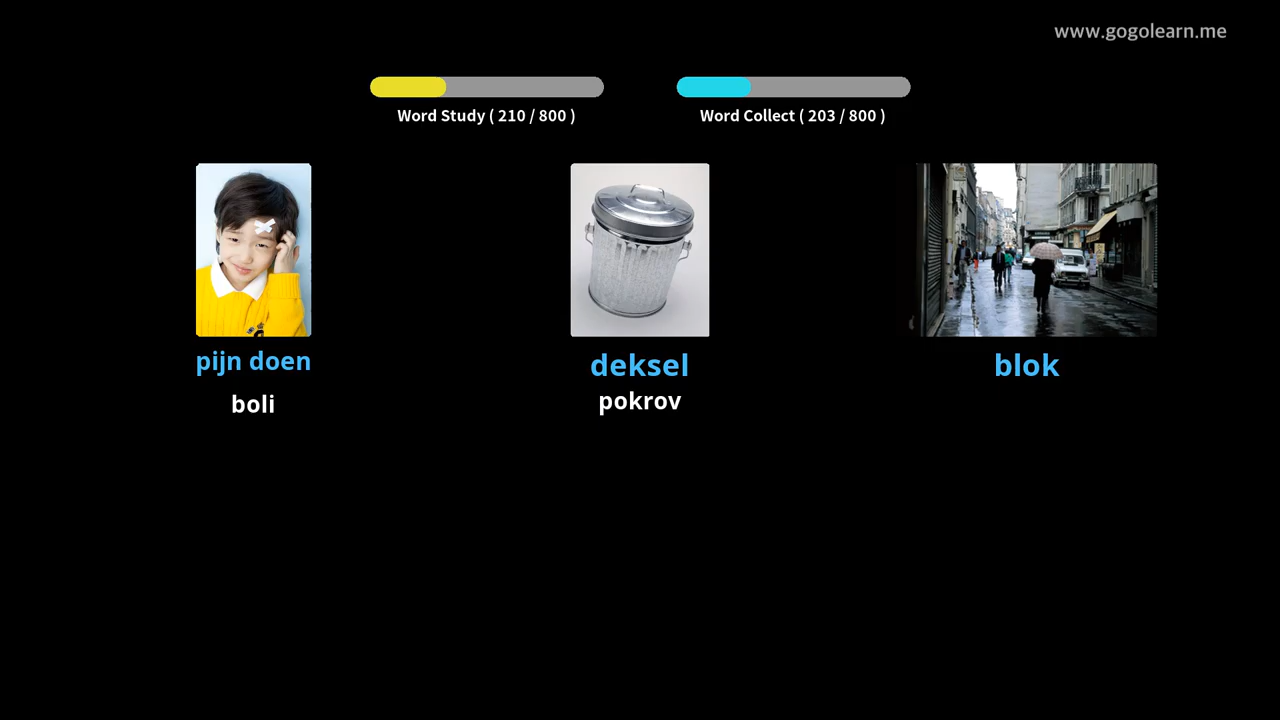 www.gogolearn.me
Word Study ( 210 / 800 )
Word Collect ( 203 / 800 )
pijn doen
deksel
blok
boli
pokrov